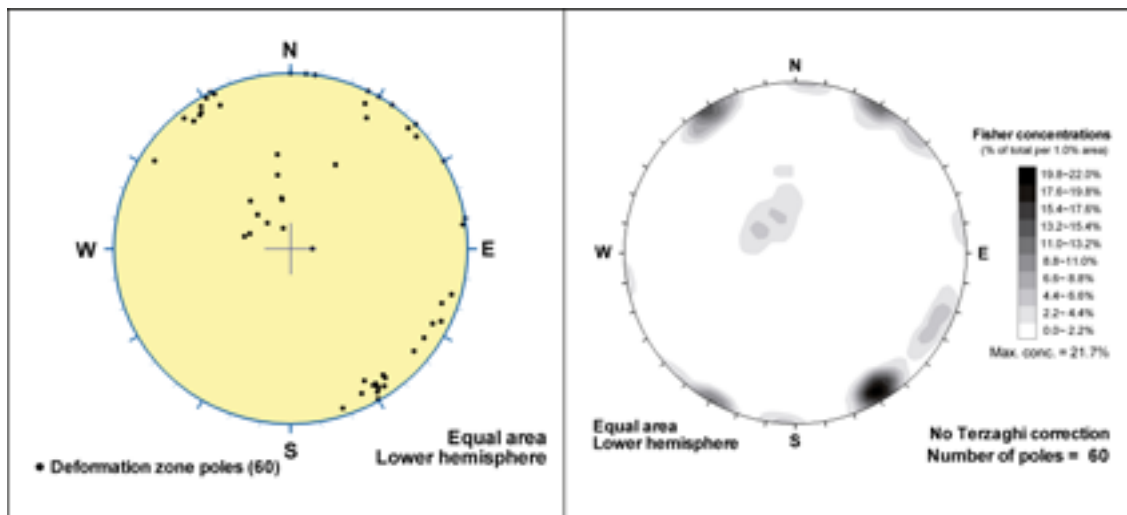 N
W
E
S
Equal area
Lower hemisphere
• Deformation zone poles (60)
N
W
E
S
Fisher concentrations
(% of total per 1.0% area)
19.8–22.0%
17.6–19.8%
15.4–17.6%
13.2–15.4%
11.0–13.2%
8.8–11.0%
6.6–8.8%
4.4–6.6%
2.2–4.4%
0.0–2.2%
Max. conc. = 21.7%
Equal area
Lower hemisphere
No Terzaghi correction
Number of poles = 60